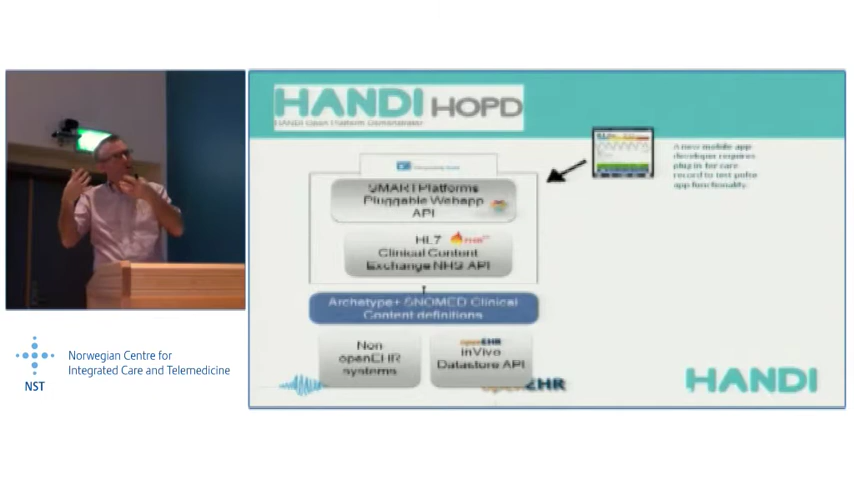 HANDI HOPD
HANDI Open Platform Demonstrator
A new mobile app
developer requires
plug in for care
record to test
app functionality.
SMARTPlatforms
Pluggable Webapp
API
HL7 FHIR
Clinical Content
Exchange NHS API
Archetype+ SNOMED Clinical
Content definitions
Non
openEHR
systems
openEHR
inVivo
Datastore API
openEHR
HANDI
NST
Norwegian Centre for
Integrated Care and Telemedicine